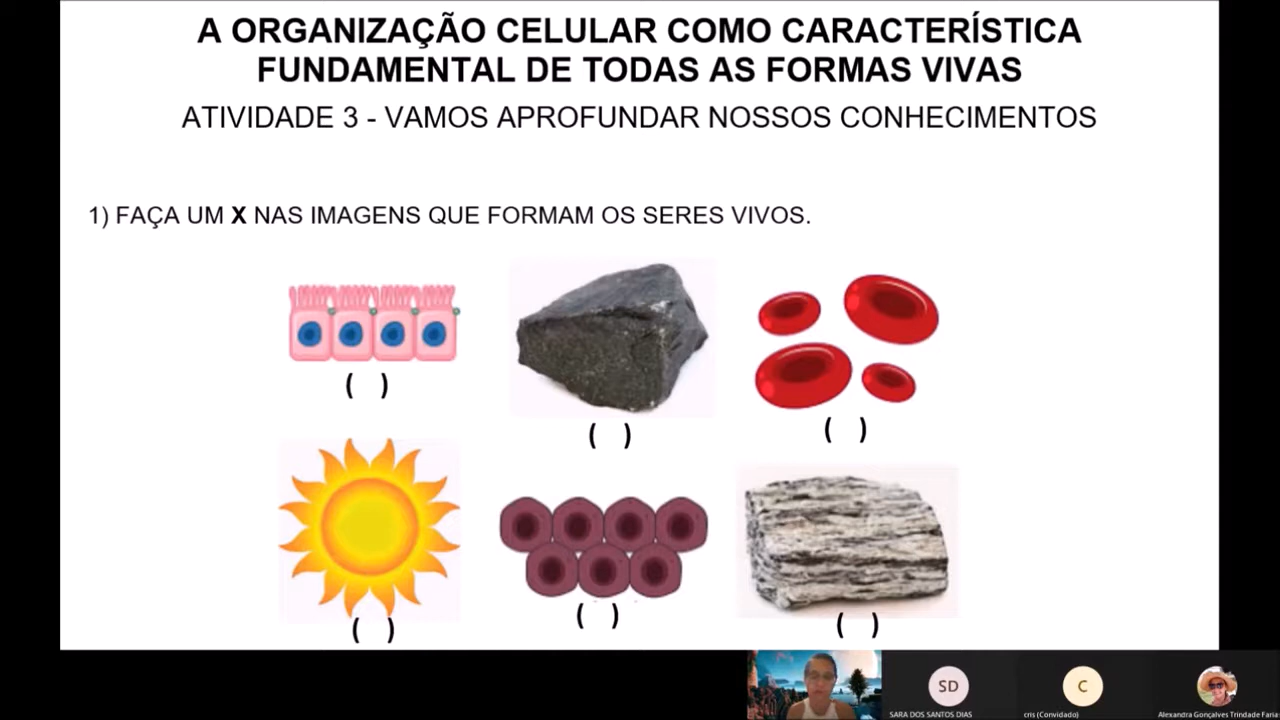 A ORGANIZAÇÃO CELULAR COMO CARACTERÍSTICA
FUNDAMENTAL DE TODAS AS FORMAS VIVAS
ATIVIDADE 3 - VAMOS APROFUNDAR NOSSOS CONHECIMENTOS
1) FAÇA UM X NAS IMAGENS QUE FORMAM OS SERES VIVOS.
( )
( )
( )
( )
( )
( )
SD
C
SARA DOS SANTOS DIAS
cris (Convidado)
Alexandra Gonçalves Trindade Faria